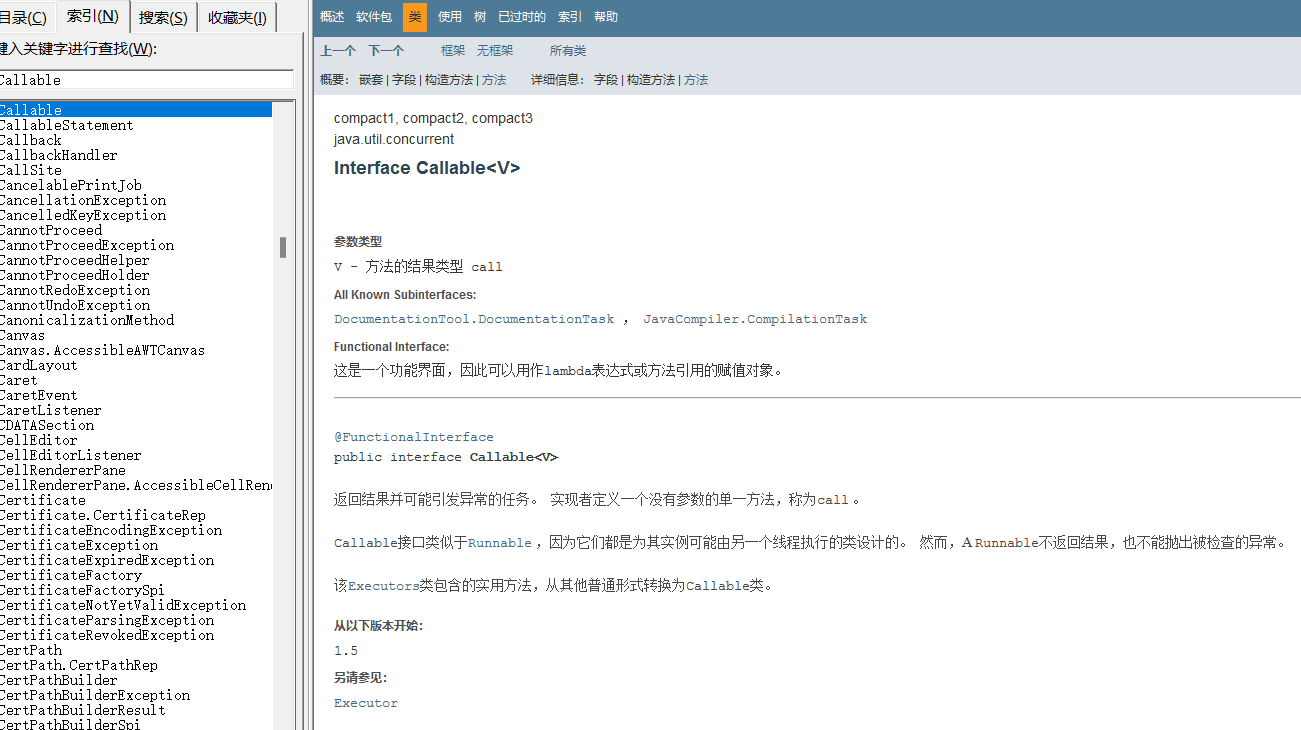 目录(C) 索引(N) 搜索(S) 收藏夹(I)
键入关键字进行查找(W):
Callable
Callable
CallableStatement
Callback
CallbackHandler
CallSite
CancelablePrintJob
CancellationException
CancelledKeyException
CannotProceed
CannotProceedException
CannotProceedHelper
CannotProceedHolder
CannotRedoException
CannotUndoException
CanonicalizationMethod
Canvas
Canvas.AccessibleAWTCanvas
CardLayout
Caret
CaretEvent
CaretListener
CDATASection
CellEditor
CellEditorListener
CellRendererPane
CellRendererPane.AccessibleCellRend
Certificate
Certificate.CertificateRep
CertificateEncodingException
CertificateException
CertificateExpiredException
CertificateFactory
CertificateFactorySpi
CertificateNotYetValidException
CertificateParsingException
CertificateRevokedException
CertPath
CertPath.CertPathRep
CertPathBuilder
CertPathBuilderException
CertPathBuilderResult
CertPathBuilderSpi
概述 软件包 类 使用 树 已过时的 索引 帮助
上一个 下一个 框架 无框架 所有类
概要: 嵌套 | 字段 | 构造方法 | 方法 详细信息: 字段 | 构造方法 | 方法
compact1, compact2, compact3
java.util.concurrent
Interface Callable<V>
参数类型
V - 方法的结果类型 call
All Known Subinterfaces:
DocumentationTool.DocumentationTask , JavaCompiler.CompilationTask
Functional Interface:
这是一个功能界面，因此可以用作lambda表达式或方法引用的赋值对象。
@FunctionalInterface
public interface Callable<V>
返回结果并可能引发异常的任务。 实现者定义一个没有参数的单一方法，称为call 。
Callable接口类似于Runnable ，因为它们都是为其实例可能由另一个线程执行的类设计的。 然而，A Runnable不返回结果，也不能抛出被检查的异常。
该Executors类包含的实用方法，从其他普通形式转换为Callable类。
从以下版本开始:
1.5
另请参见:
Executor